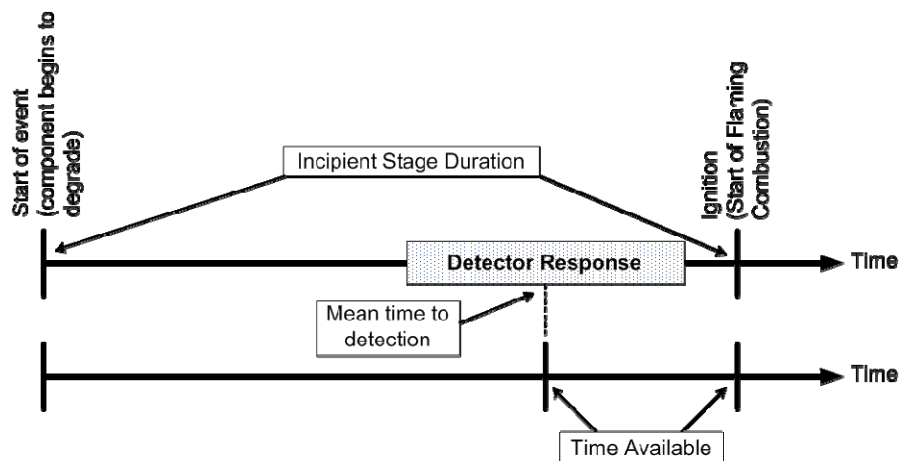 Start of event
(component begins to
degrade)
Incipient Stage Duration
Ignition
(Start of Flaming
Combustion)
Detector Response
Time
Mean time to
detection
Time
Time Available